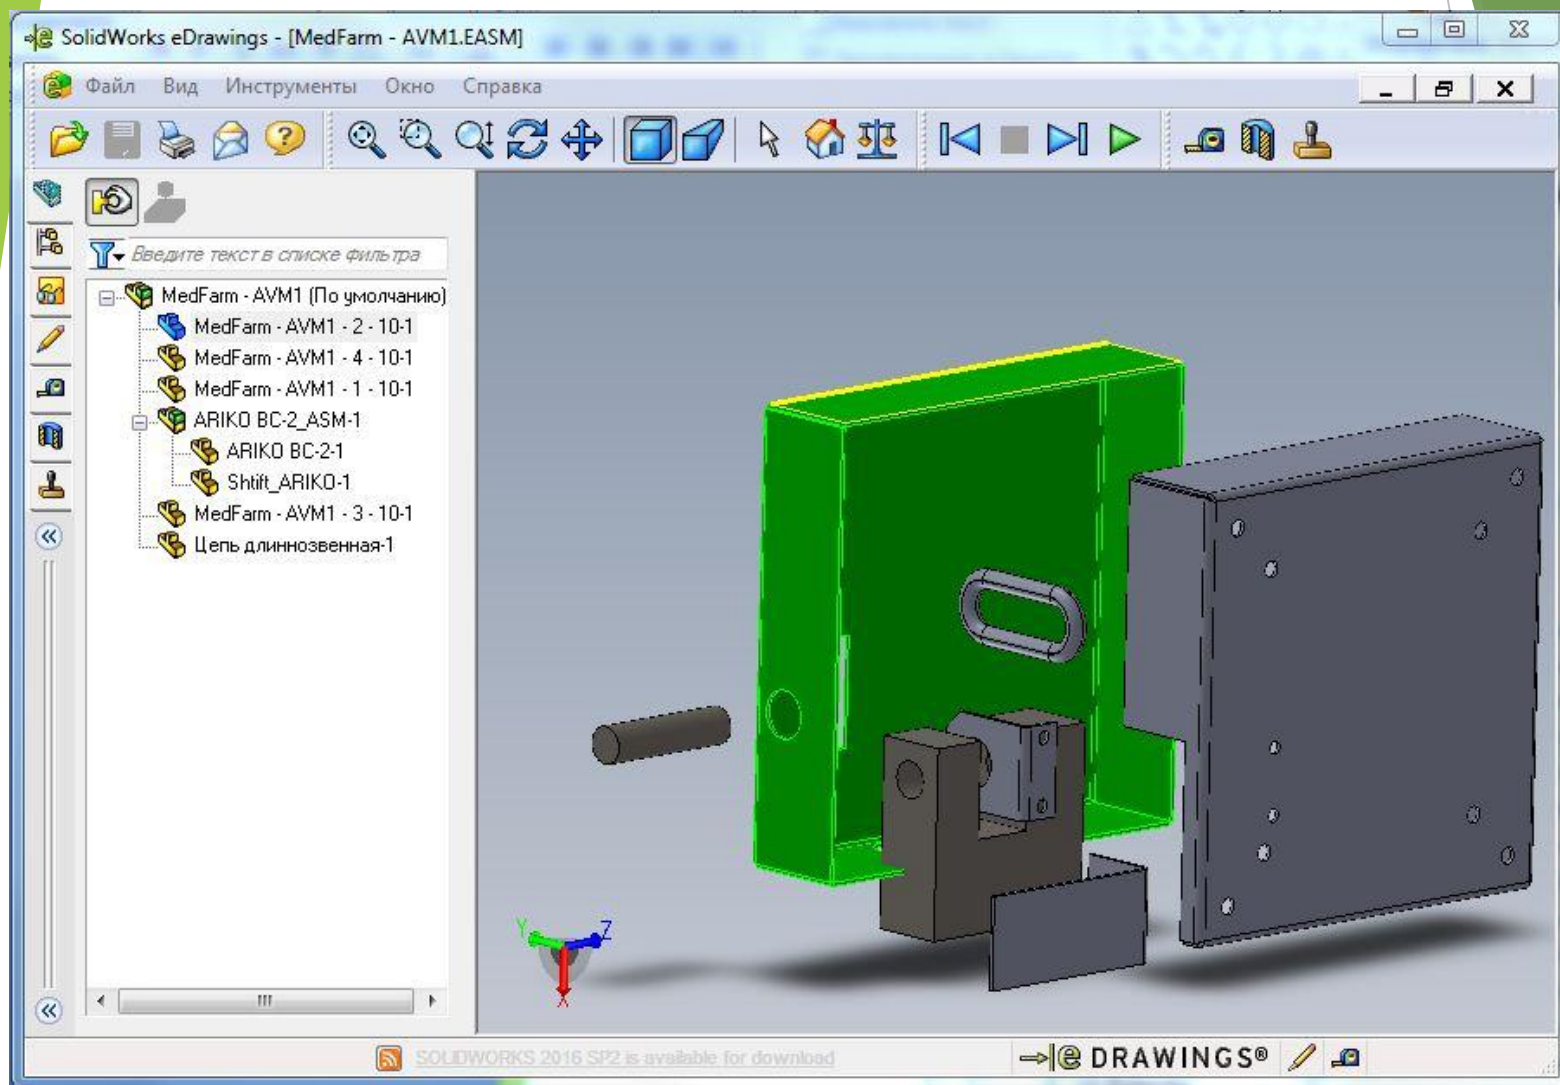 SolidWorks eDrawings - [MedFarm - AVM1.EASM]
Файл Вид Инструменты Окно Справка
Введите текст в списке фильтра
MedFarm - AVM1 (По умолчанию)
MedFarm - AVM1 - 2 - 10-1
MedFarm - AVM1 - 4 - 10-1
MedFarm - AVM1 - 1 - 10-1
ARIKO BC-2_ASM-1
ARIKO BC-2-1
Shtift_ARIKO-1
MedFarm - AVM1 - 3 - 10-1
Цепь длиннозвенная-1
Y
Z
X
SOLIDWORKS 2016 SP2 is available for download
e DRAWINGS®